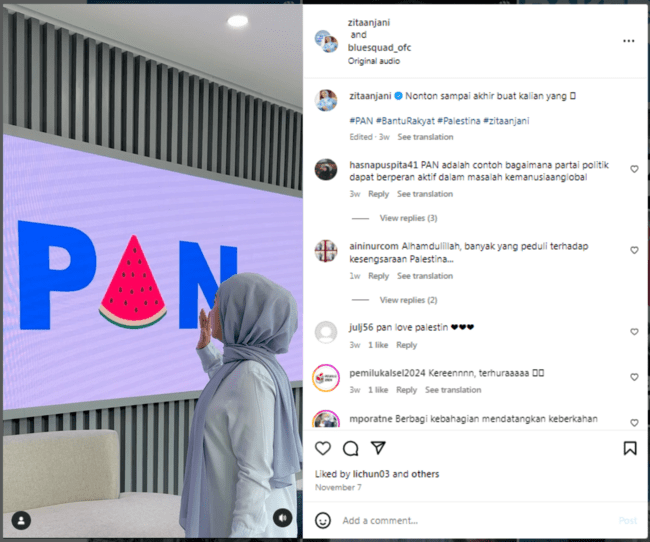 zitaanjani
and
bluesquad_ofc
Original audio
P N
zitaanjani Nonton sampai akhir buat kalian yang
#PAN #BantuRakyat #Palestina #zitaanjani
Edited · 3w See translation
hasnapuspita41 PAN adalah contoh bagaimana partai politik
dapat berperan aktif dalam masalah kemanusiaanglobal
3w Reply See translation
View replies (3)
aininurcom Alhamdulillah, banyak yang peduli terhadap
kesengsaraan Palestina...
1w Reply See translation
View replies (2)
julj56 pan love palestin ❤❤❤
3w 1 like Reply
pemilukalsel2024 Kereennnn, terhuraaaaa
3w 1 like Reply See translation
mporatne Berbagi kebahagian mendatangkan keberkahan
Liked by lichun03 and others
November 7
Add a comment...
Post